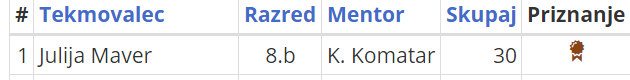 # Tekmovalec Razred Mentor Skupaj Priznanje
1 Julija Maver 8.b K. Komatar 30